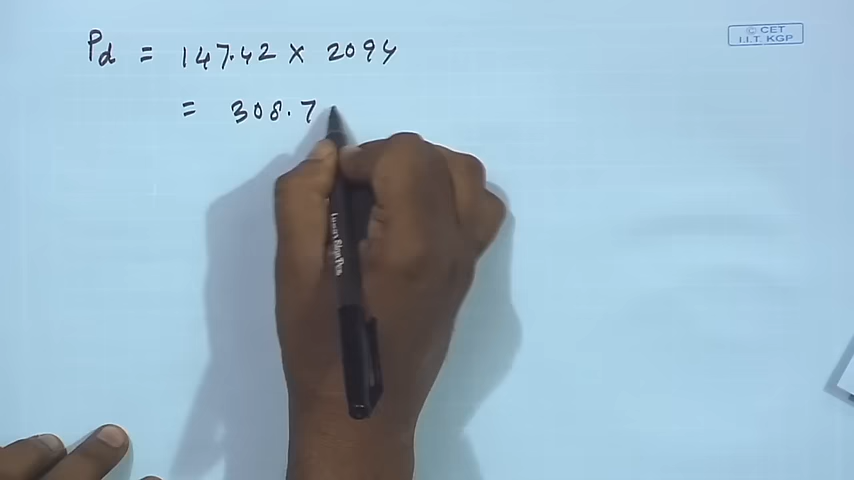 Pd = 147.42 × 2094
= 308.7
© CET
I.I.T. KGP